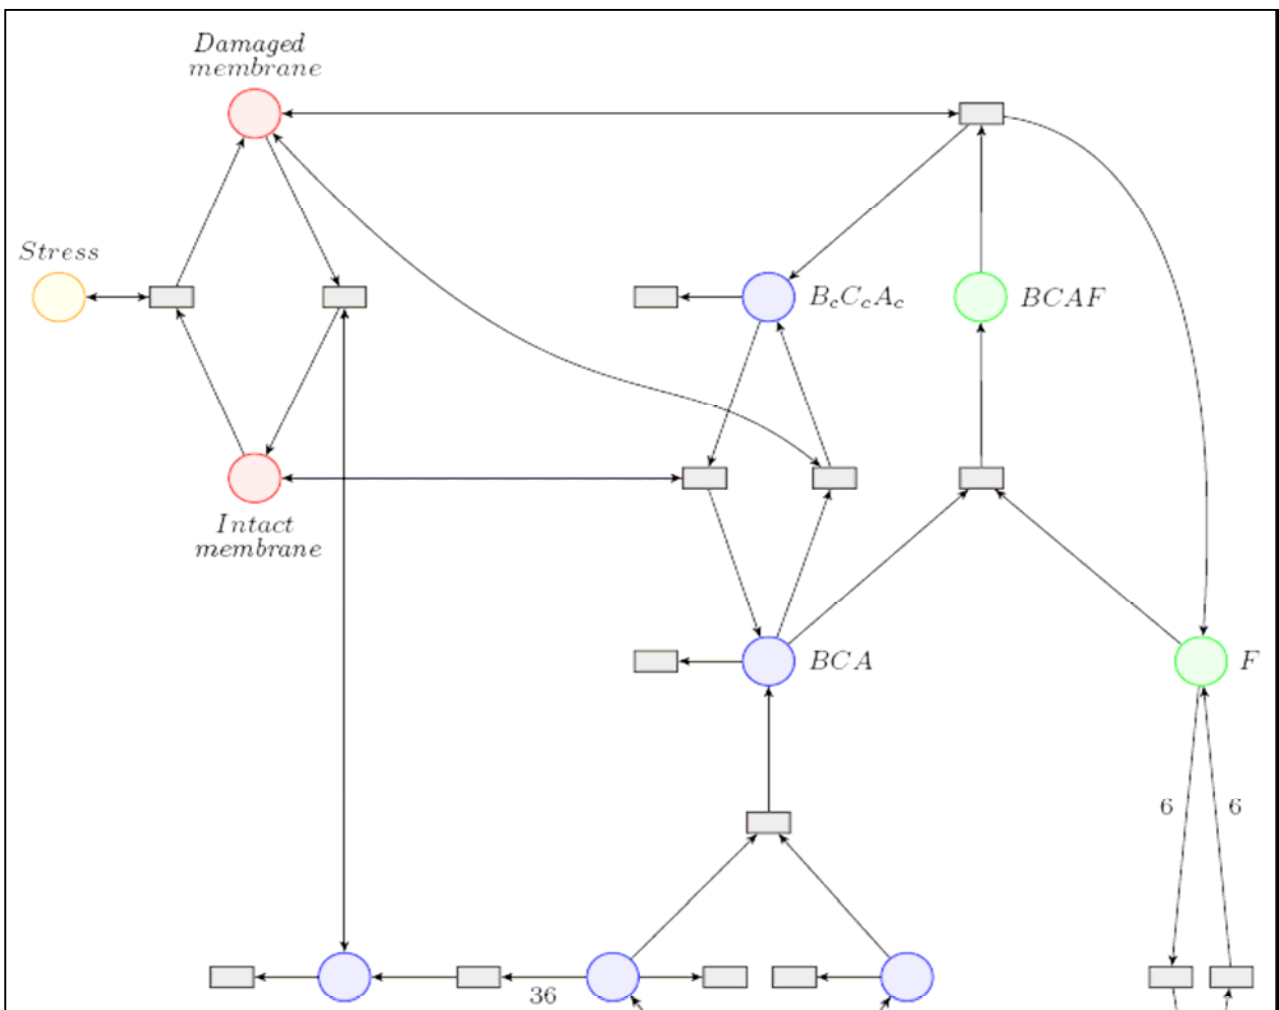 Damaged
membrane
Stress
BcCcAc
BCAF
Intact
membrane
BCA
F
6
6
36